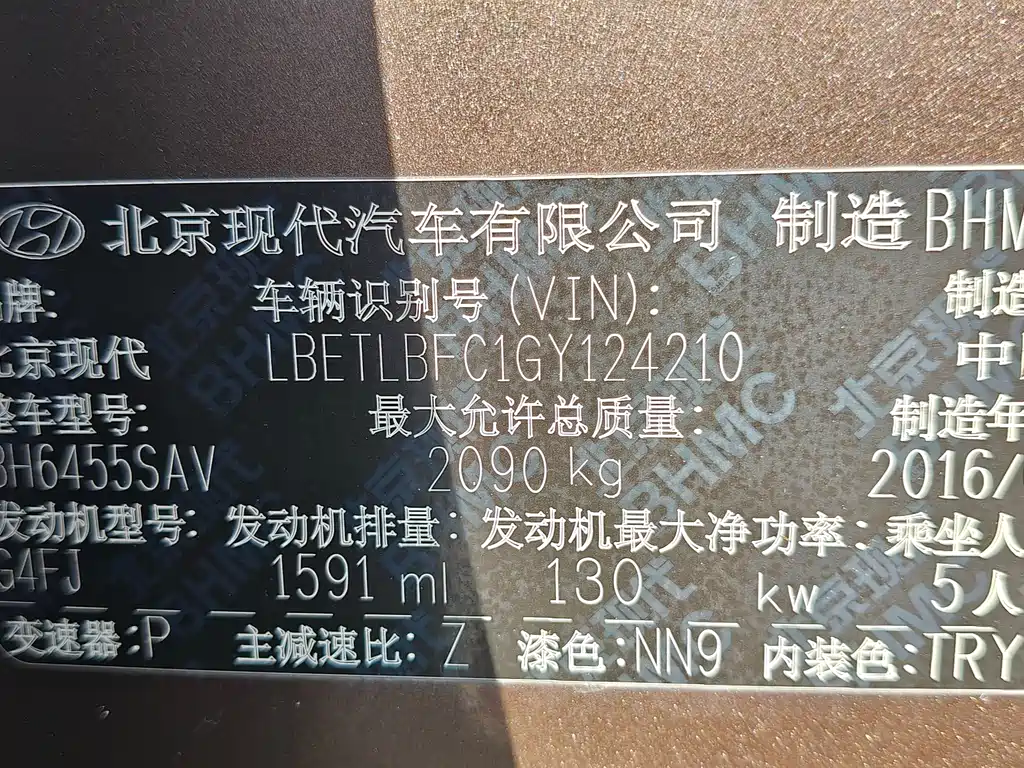 北京现代汽车有限公司 制造 BHM
牌: 车辆识别号 (VIN): 制造
北京现代 LBETLBFC1GY124210 中
整车型号: 最大允许总质量: 制造年
BH6455SAV 2090 kg 2016/
发动机型号: 发动机排量: 发动机最大净功率: 乘坐人
G4FJ 1591 ml 130 kw 5人
变速器:P 主减速比: Z 漆色:NN9 内装色:TRY